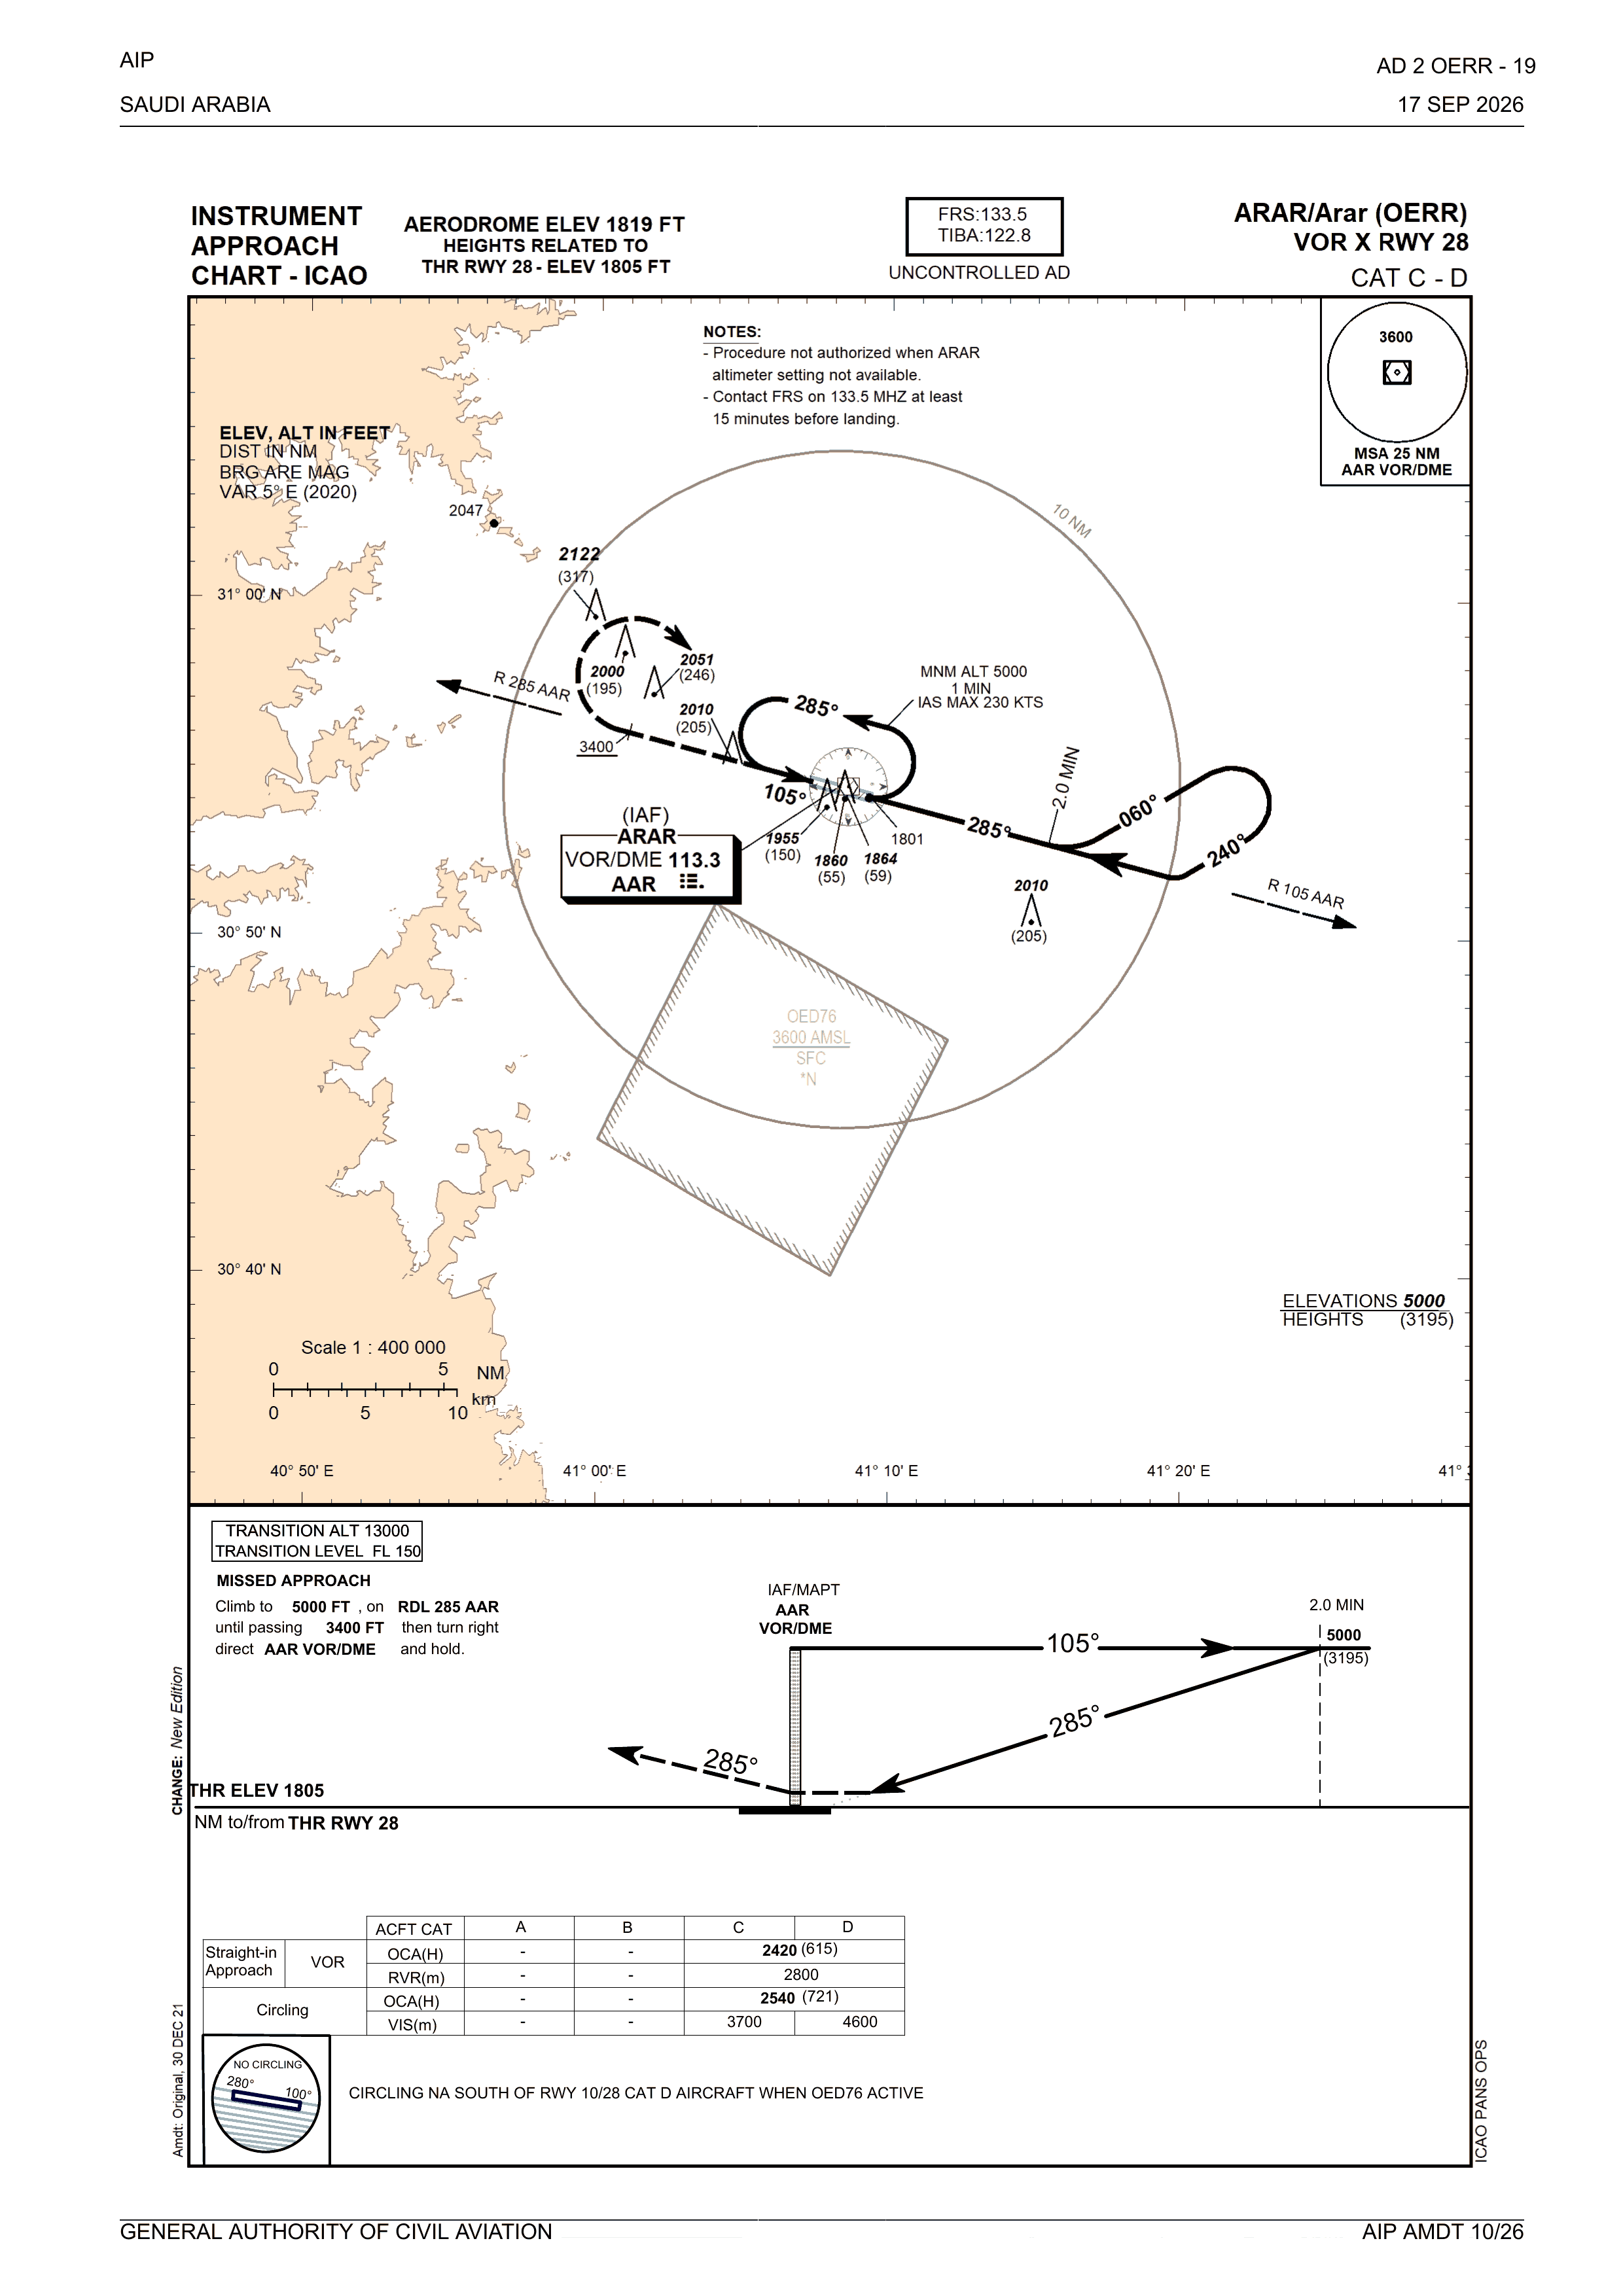 AIP
AD 2 OERR - 19
SAUDI ARABIA
17 SEP 2026
INSTRUMENT
APPROACH
CHART - ICAO
AERODROME ELEV 1819 FT
HEIGHTS RELATED TO
THR RWY 28 - ELEV 1805 FT
FRS:133.5
TIBA:122.8
UNCONTROLLED AD
ARAR/Arar (OERR)
VOR X RWY 28
CAT C - D
NOTES:
- Procedure not authorized when ARAR
altimeter setting not available.
- Contact FRS on 133.5 MHZ at least
15 minutes before landing.
3600
MSA 25 NM
AAR VOR/DME
ELEV, ALT IN FEET
DIST IN NM
BRG ARE MAG
VAR 5° E (2020)
2047
10 NM
2122
(317)
31° 00' N
2000
(195)
2051
(246)
R 285 AAR
2010
(205)
3400
285°
MNM ALT 5000
1 MIN
IAS MAX 230 KTS
105°
2.0 MIN
060°
285°
240°
(IAF)
ARAR
VOR/DME 113.3
AAR
1955
(150)
1860
(55)
1864
(59)
1801
2010
(205)
R 105 AAR
30° 50' N
OED76
3600 AMSL
SFC
*N
30° 40' N
ELEVATIONS 5000
HEIGHTS (3195)
Scale 1 : 400 000
0 5 NM
km
0 5 10
40° 50' E
41° 00' E
41° 10' E
41° 20' E
41°
TRANSITION ALT 13000
TRANSITION LEVEL FL 150
MISSED APPROACH
Climb to 5000 FT , on RDL 285 AAR
until passing 3400 FT then turn right
direct AAR VOR/DME and hold.
IAF/MAPT
AAR
VOR/DME
105°
2.0 MIN
5000
(3195)
285°
285°
THR ELEV 1805
NM to/from THR RWY 28
CHANGE: New Edition
ACFT CAT A B C D
Straight-in
Approach
VOR
OCA(H) - - 2420 (615)
RVR(m) - - 2800
Circling
OCA(H) - - 2540 (721)
VIS(m) - - 3700 4600
NO CIRCLING
280°
100°
CIRCLING NA SOUTH OF RWY 10/28 CAT D AIRCRAFT WHEN OED76 ACTIVE
Amdt: Original, 30 DEC 21
ICAO PANS OPS
GENERAL AUTHORITY OF CIVIL AVIATION
AIP AMDT 10/26